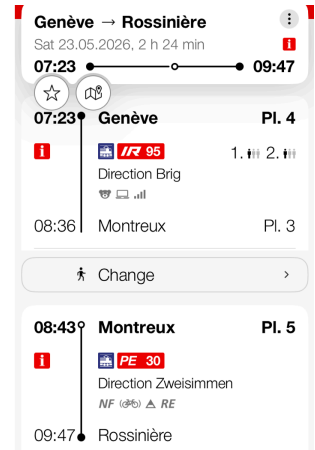 Genève → Rossinière
Sat 23.05.2026, 2 h 24 min
07:23 09:47
07:23 Genève Pl. 4
IR 95 1. 2.
Direction Brig
08:36 Montreux Pl. 3
Change
08:43 Montreux Pl. 5
PE 30
Direction Zweisimmen
NF RE
09:47 Rossinière